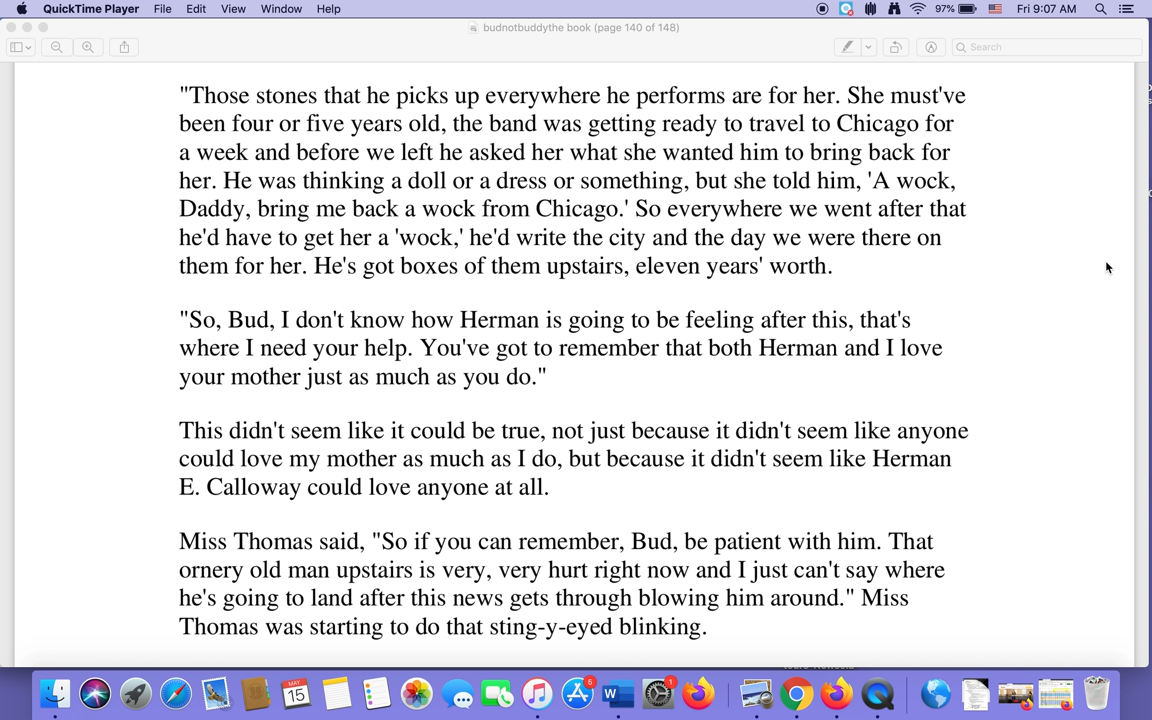 QuickTime Player File Edit View Window Help 97% Fri 9:07 AM
budnotbuddythe book (page 140 of 148)
Search
"Those stones that he picks up everywhere he performs are for her. She must've
been four or five years old, the band was getting ready to travel to Chicago for
a week and before we left he asked her what she wanted him to bring back for
her. He was thinking a doll or a dress or something, but she told him, 'A wock,
Daddy, bring me back a wock from Chicago.' So everywhere we went after that
he'd have to get her a 'wock,' he'd write the city and the day we were there on
them for her. He's got boxes of them upstairs, eleven years' worth.
"So, Bud, I don't know how Herman is going to be feeling after this, that's
where I need your help. You've got to remember that both Herman and I love
your mother just as much as you do."
This didn't seem like it could be true, not just because it didn't seem like anyone
could love my mother as much as I do, but because it didn't seem like Herman
E. Calloway could love anyone at all.
Miss Thomas said, "So if you can remember, Bud, be patient with him. That
ornery old man upstairs is very, very hurt right now and I just can't say where
he's going to land after this news gets through blowing him around." Miss
Thomas was starting to do that sting-y-eyed blinking.
MAY
15
5
W
1